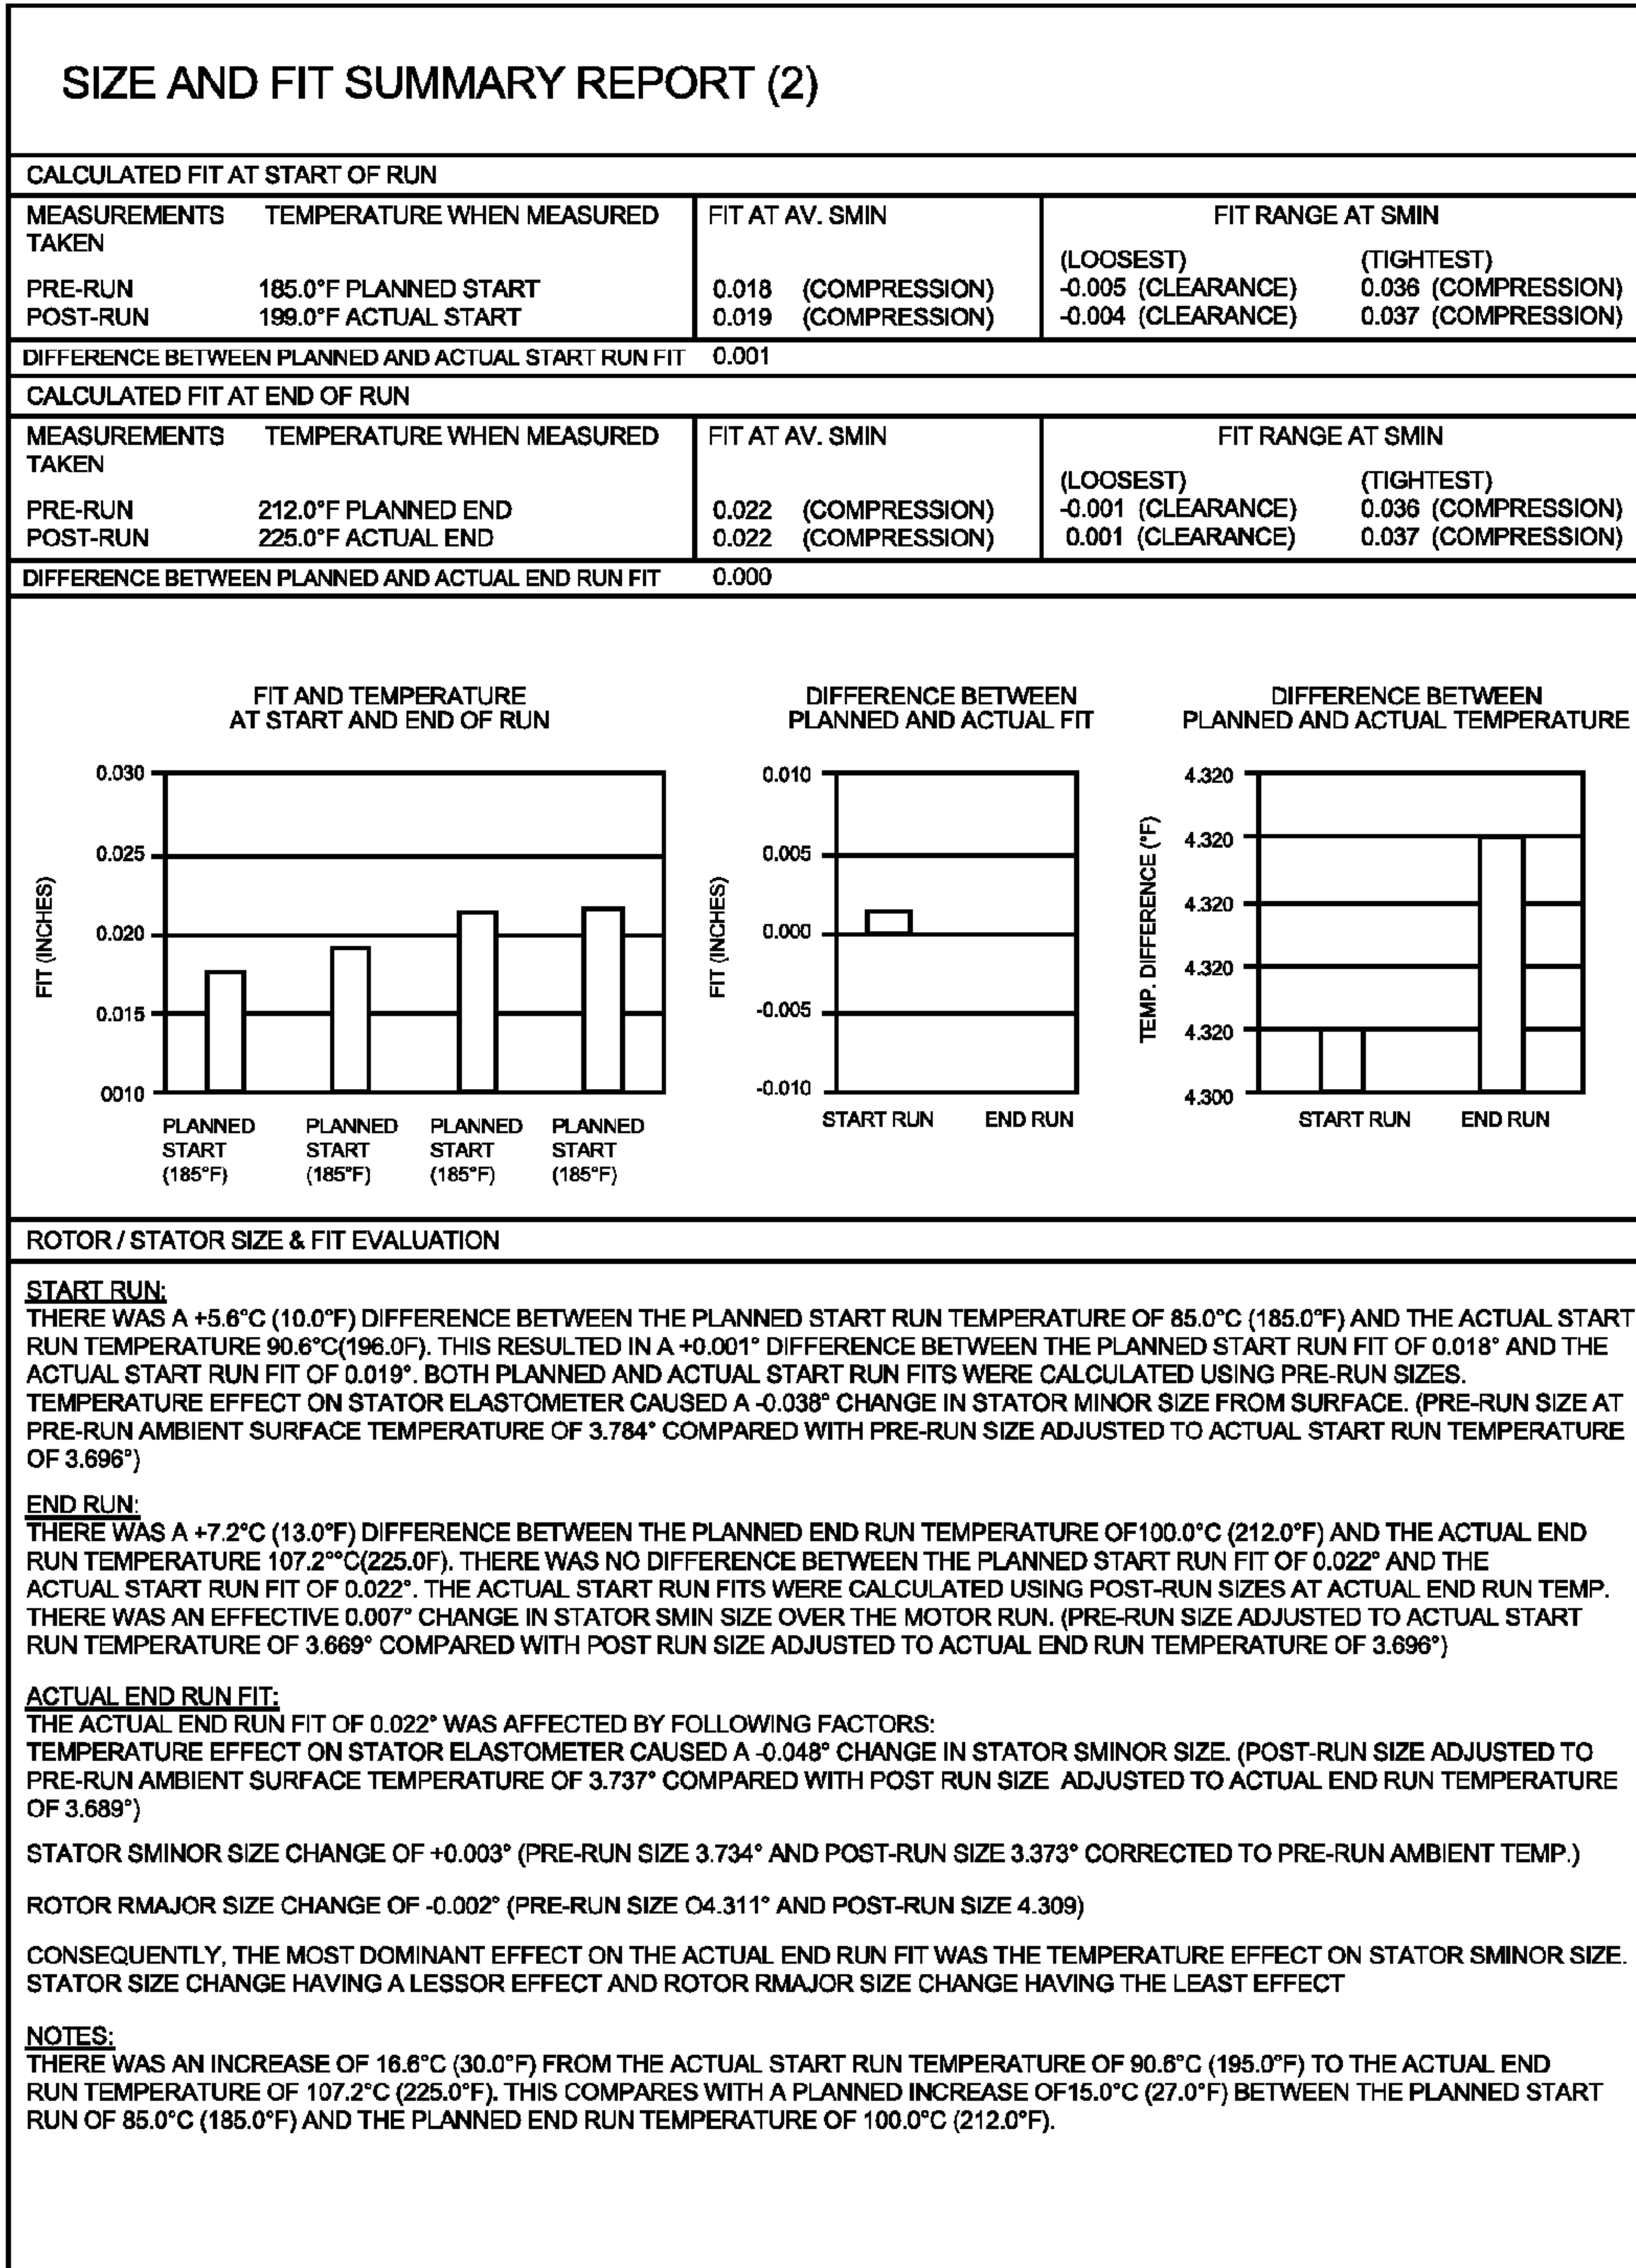 SIZE AND FIT SUMMARY REPORT (2)
CALCULATED FIT AT START OF RUN
MEASUREMENTS TAKEN TEMPERATURE WHEN MEASURED FIT AT AV. SMIN FIT RANGE AT SMIN
(LOOSEST) (TIGHTEST)
PRE-RUN 185.0°F PLANNED START 0.018 (COMPRESSION) -0.005 (CLEARANCE) 0.036 (COMPRESSION)
POST-RUN 199.0°F ACTUAL START 0.019 (COMPRESSION) -0.004 (CLEARANCE) 0.037 (COMPRESSION)
DIFFERENCE BETWEEN PLANNED AND ACTUAL START RUN FIT 0.001
CALCULATED FIT AT END OF RUN
MEASUREMENTS TAKEN TEMPERATURE WHEN MEASURED FIT AT AV. SMIN FIT RANGE AT SMIN
(LOOSEST) (TIGHTEST)
PRE-RUN 212.0°F PLANNED END 0.022 (COMPRESSION) -0.001 (CLEARANCE) 0.036 (COMPRESSION)
POST-RUN 225.0°F ACTUAL END 0.022 (COMPRESSION) 0.001 (CLEARANCE) 0.037 (COMPRESSION)
DIFFERENCE BETWEEN PLANNED AND ACTUAL END RUN FIT 0.000
FIT AND TEMPERATURE
AT START AND END OF RUN
FIT (INCHES)
0.030
0.025
0.020
0.015
0010
PLANNED START (185°F)
PLANNED START (185°F)
PLANNED START (185°F)
PLANNED START (185°F)
DIFFERENCE BETWEEN
PLANNED AND ACTUAL FIT
FIT (INCHES)
0.010
0.005
0.000
-0.005
-0.010
START RUN END RUN
DIFFERENCE BETWEEN
PLANNED AND ACTUAL TEMPERATURE
TEMP. DIFFERENCE (°F)
4.320
4.320
4.320
4.320
4.320
4.300
START RUN END RUN
ROTOR / STATOR SIZE & FIT EVALUATION
START RUN:
THERE WAS A +5.6°C (10.0°F) DIFFERENCE BETWEEN THE PLANNED START RUN TEMPERATURE OF 85.0°C (185.0°F) AND THE ACTUAL START
RUN TEMPERATURE 90.6°C(196.0F). THIS RESULTED IN A +0.001° DIFFERENCE BETWEEN THE PLANNED START RUN FIT OF 0.018° AND THE
ACTUAL START RUN FIT OF 0.019°. BOTH PLANNED AND ACTUAL START RUN FITS WERE CALCULATED USING PRE-RUN SIZES.
TEMPERATURE EFFECT ON STATOR ELASTOMETER CAUSED A -0.038° CHANGE IN STATOR MINOR SIZE FROM SURFACE. (PRE-RUN SIZE AT
PRE-RUN AMBIENT SURFACE TEMPERATURE OF 3.784° COMPARED WITH PRE-RUN SIZE ADJUSTED TO ACTUAL START RUN TEMPERATURE
OF 3.696°)
END RUN:
THERE WAS A +7.2°C (13.0°F) DIFFERENCE BETWEEN THE PLANNED END RUN TEMPERATURE OF100.0°C (212.0°F) AND THE ACTUAL END
RUN TEMPERATURE 107.2°°C(225.0F). THERE WAS NO DIFFERENCE BETWEEN THE PLANNED START RUN FIT OF 0.022° AND THE
ACTUAL START RUN FIT OF 0.022°. THE ACTUAL START RUN FITS WERE CALCULATED USING POST-RUN SIZES AT ACTUAL END RUN TEMP.
THERE WAS AN EFFECTIVE 0.007° CHANGE IN STATOR SMIN SIZE OVER THE MOTOR RUN. (PRE-RUN SIZE ADJUSTED TO ACTUAL START
RUN TEMPERATURE OF 3.669° COMPARED WITH POST RUN SIZE ADJUSTED TO ACTUAL END RUN TEMPERATURE OF 3.696°)
ACTUAL END RUN FIT:
THE ACTUAL END RUN FIT OF 0.022° WAS AFFECTED BY FOLLOWING FACTORS:
TEMPERATURE EFFECT ON STATOR ELASTOMETER CAUSED A -0.048° CHANGE IN STATOR SMINOR SIZE. (POST-RUN SIZE ADJUSTED TO
PRE-RUN AMBIENT SURFACE TEMPERATURE OF 3.737° COMPARED WITH POST RUN SIZE ADJUSTED TO ACTUAL END RUN TEMPERATURE
OF 3.689°)
STATOR SMINOR SIZE CHANGE OF +0.003° (PRE-RUN SIZE 3.734° AND POST-RUN SIZE 3.373° CORRECTED TO PRE-RUN AMBIENT TEMP.)
ROTOR RMAJOR SIZE CHANGE OF -0.002° (PRE-RUN SIZE O4.311° AND POST-RUN SIZE 4.309)
CONSEQUENTLY, THE MOST DOMINANT EFFECT ON THE ACTUAL END RUN FIT WAS THE TEMPERATURE EFFECT ON STATOR SMINOR SIZE.
STATOR SIZE CHANGE HAVING A LESSOR EFFECT AND ROTOR RMAJOR SIZE CHANGE HAVING THE LEAST EFFECT
NOTES:
THERE WAS AN INCREASE OF 16.6°C (30.0°F) FROM THE ACTUAL START RUN TEMPERATURE OF 90.6°C (195.0°F) TO THE ACTUAL END
RUN TEMPERATURE OF 107.2°C (225.0°F). THIS COMPARES WITH A PLANNED INCREASE OF15.0°C (27.0°F) BETWEEN THE PLANNED START
RUN OF 85.0°C (185.0°F) AND THE PLANNED END RUN TEMPERATURE OF 100.0°C (212.0°F).